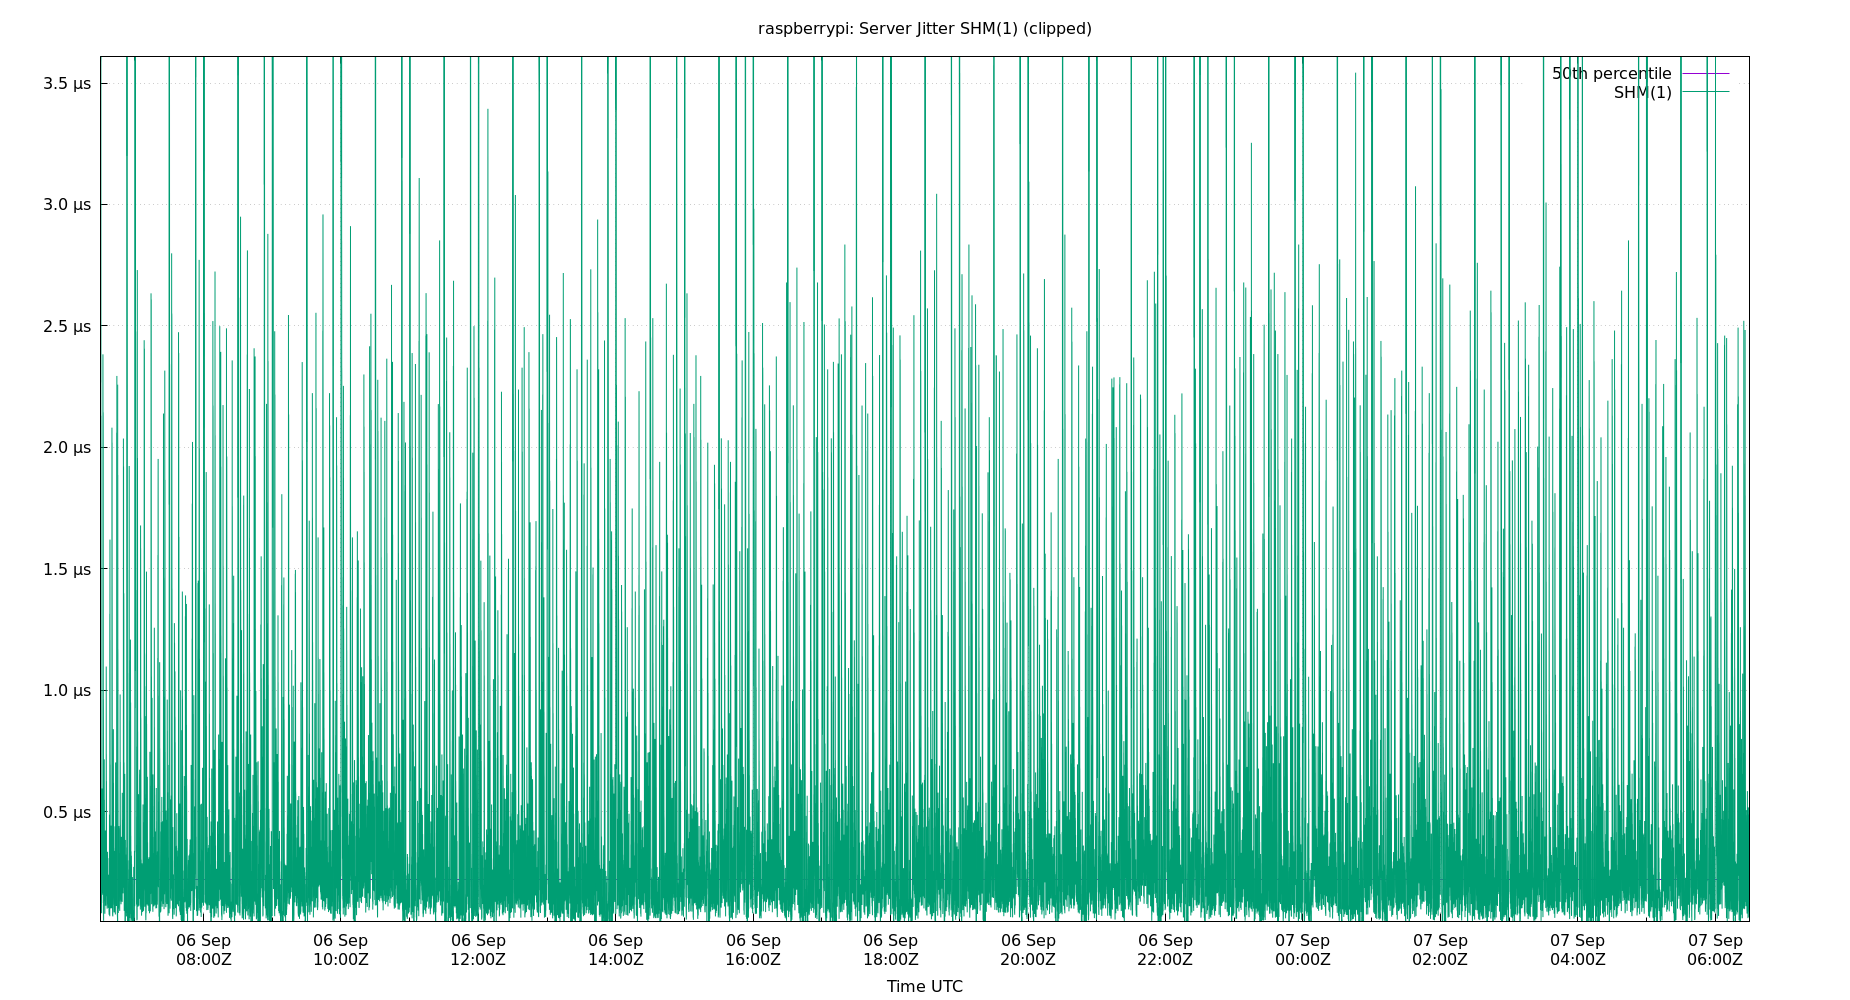 raspberrypi: Server Jitter SHM(1) (clipped)
50th percentile
SHM(1)
3.5 µs
3.0 µs
2.5 µs
2.0 µs
1.5 µs
1.0 µs
0.5 µs
06 Sep 06 Sep 06 Sep 06 Sep 06 Sep 06 Sep 06 Sep 06 Sep 07 Sep 07 Sep 07 Sep 07 Sep
08:00Z 10:00Z 12:00Z 14:00Z 16:00Z 18:00Z 20:00Z 22:00Z 00:00Z 02:00Z 04:00Z 06:00Z
Time UTC